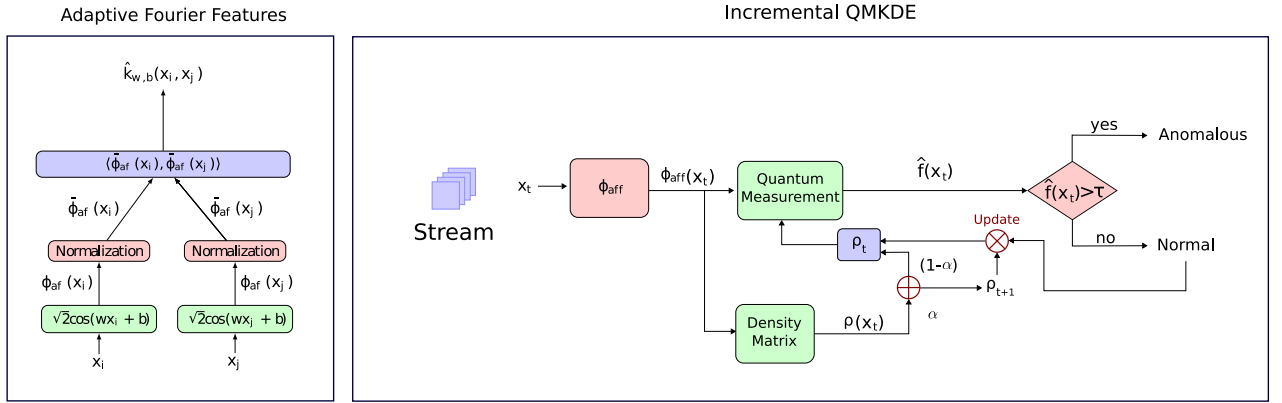 Adaptive Fourier Features
k̂w,b(xi, xj)
⟨ϕ̄af (xi), ϕ̄af (xj)⟩
ϕ̄af (xi)
ϕ̄af (xj)
Normalization
Normalization
ϕaf (xi)
ϕaf (xj)
√2cos(wxi + b)
√2cos(wxj + b)
xi
xj
Incremental QMKDE
Stream
xt
ϕaff
ϕaff(xt)
Quantum
Measurement
f̂(xt)
f̂(xt)>τ
yes
Anomalous
no
Normal
Update
ρt
(1-α)
ρt+1
α
Density
Matrix
ρ(xt)